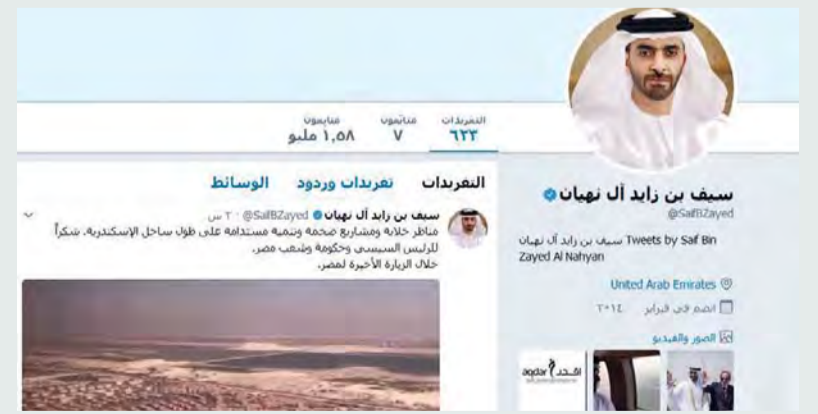 التغريدات
٦٢٣
متابعون
٧
متابعون
١,٥٨ مليو
سيف بن زايد آل نهيان
@SaifBZayed
سيف بن زايد آل نهيان Tweets by Saif Bin
Zayed Al Nahyan
United Arab Emirates
انضم في فبراير ٢٠١٤
الصور والفيديو
اقدر aqdar
التغريدات تغريدات وردود الوسائط
سيف بن زايد آل نهيان @SaifBZayed · ٢ س
مناظر خلابة ومشاريع ضخمة وتنمية مستدامة على طول ساحل الإسكندرية. شكراً
للرئيس السيسي وحكومة وشعب مصر.
خلال الزيارة الأخيرة لمصر.